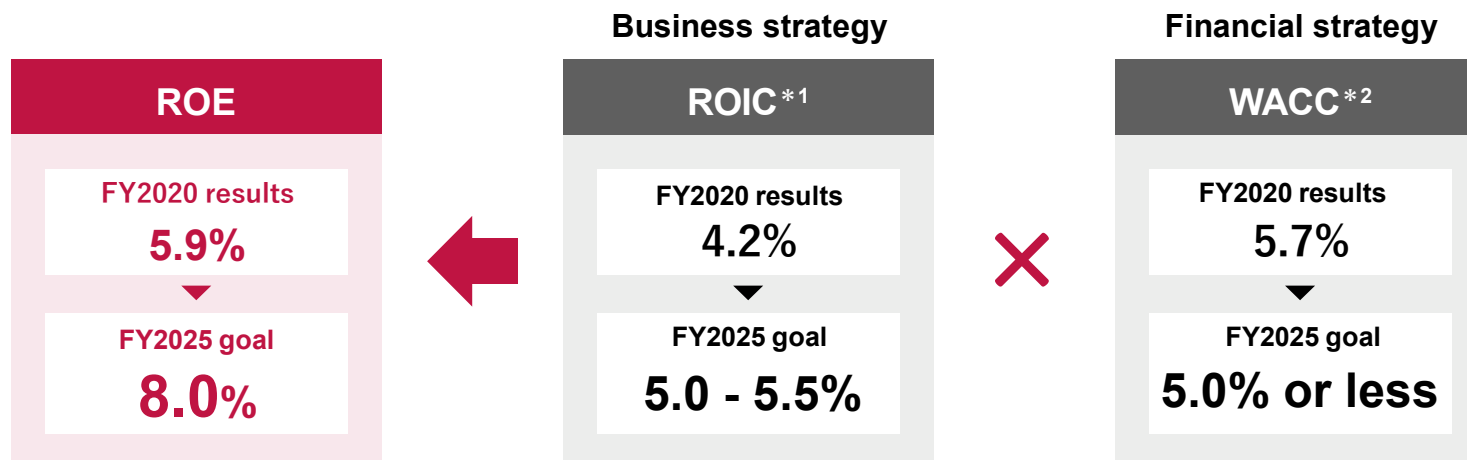 Business strategy
Financial strategy
ROE
FY2020 results
5.9%
FY2025 goal
8.0%
ROIC*1
FY2020 results
4.2%
FY2025 goal
5.0 - 5.5%
WACC*2
FY2020 results
5.7%
FY2025 goal
5.0% or less